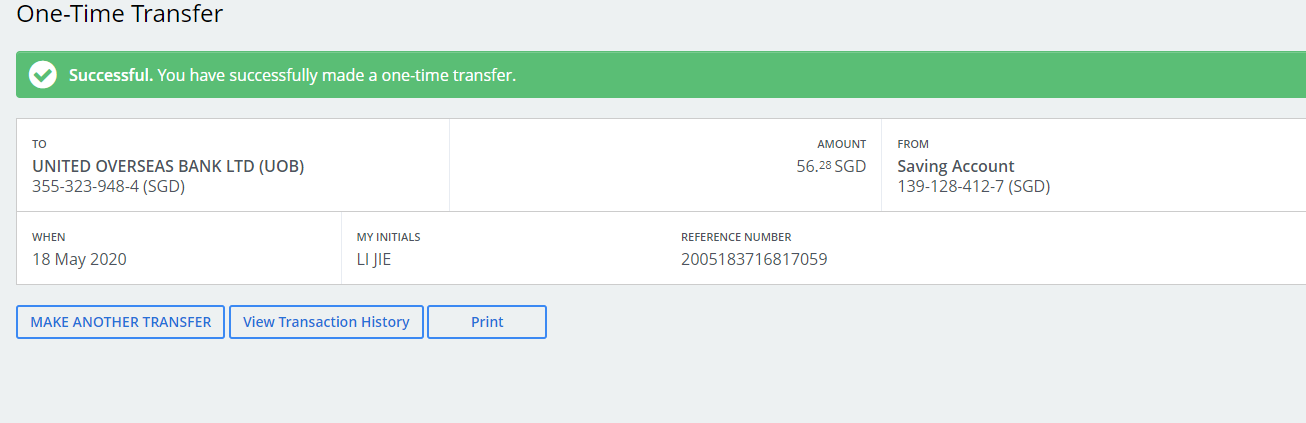 One-Time Transfer
Successful. You have successfully made a one-time transfer.
TO
UNITED OVERSEAS BANK LTD (UOB)
355-323-948-4 (SGD)
AMOUNT
56.28 SGD
FROM
Saving Account
139-128-412-7 (SGD)
WHEN
18 May 2020
MY INITIALS
LI JIE
REFERENCE NUMBER
2005183716817059
MAKE ANOTHER TRANSFER
View Transaction History
Print